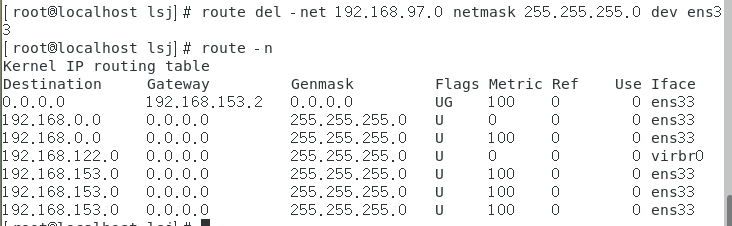 [root@localhost lsj]# route del -net 192.168.97.0 netmask 255.255.255.0 dev ens3
3
[root@localhost lsj]# route -n
Kernel IP routing table
Destination Gateway Genmask Flags Metric Ref Use Iface
0.0.0.0 192.168.153.2 0.0.0.0 UG 100 0 0 ens33
192.168.0.0 0.0.0.0 255.255.255.0 U 0 0 0 ens33
192.168.0.0 0.0.0.0 255.255.255.0 U 100 0 0 ens33
192.168.122.0 0.0.0.0 255.255.255.0 U 0 0 0 virbr0
192.168.153.0 0.0.0.0 255.255.255.0 U 100 0 0 ens33
192.168.153.0 0.0.0.0 255.255.255.0 U 100 0 0 ens33
192.168.153.0 0.0.0.0 255.255.255.0 U 100 0 0 ens33
[root@localhost lsj]#